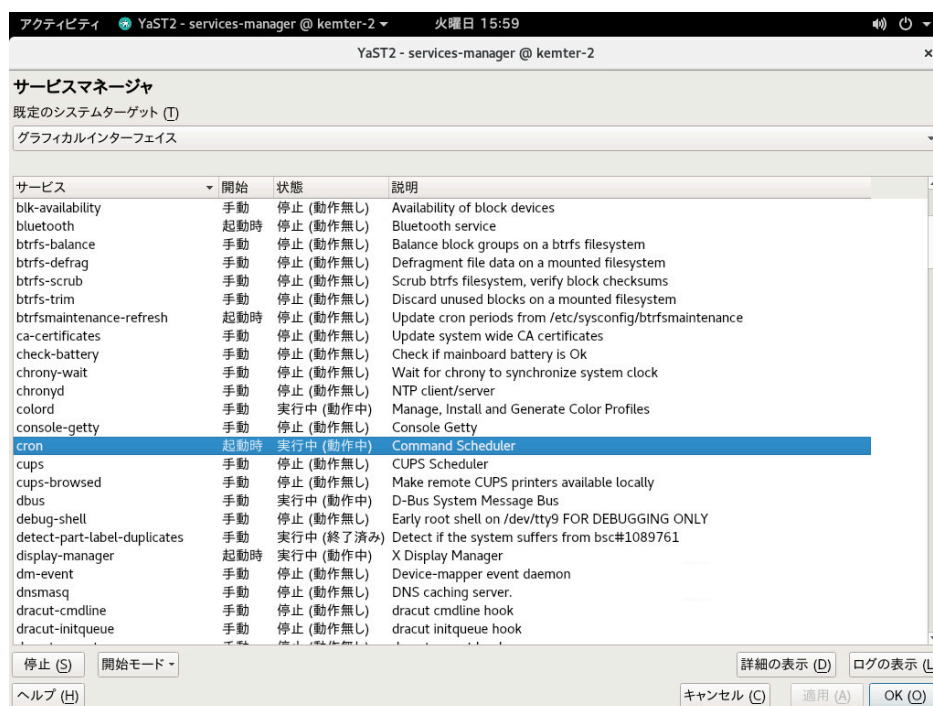 アクティビティ YaST2 - services-manager @ kemter-2 火曜日 15:59
YaST2 - services-manager @ kemter-2 ×
サービスマネージャ
既定のシステムターゲット (T)
グラフィカルインターフェイス
サービス 開始 状態 説明
blk-availability 手動 停止 (動作無し) Availability of block devices
bluetooth 起動時 停止 (動作無し) Bluetooth service
btrfs-balance 手動 停止 (動作無し) Balance block groups on a btrfs filesystem
btrfs-defrag 手動 停止 (動作無し) Defragment file data on a mounted filesystem
btrfs-scrub 手動 停止 (動作無し) Scrub btrfs filesystem, verify block checksums
btrfs-trim 手動 停止 (動作無し) Discard unused blocks on a mounted filesystem
btrfsmaintenance-refresh 起動時 停止 (動作無し) Update cron periods from /etc/sysconfig/btrfsmaintenance
ca-certificates 手動 停止 (動作無し) Update system wide CA certificates
check-battery 手動 停止 (動作無し) Check if mainboard battery is Ok
chrony-wait 手動 停止 (動作無し) Wait for chrony to synchronize system clock
chronyd 手動 停止 (動作無し) NTP client/server
colord 手動 実行中 (動作中) Manage, Install and Generate Color Profiles
console-getty 手動 停止 (動作無し) Console Getty
cron 起動時 実行中 (動作中) Command Scheduler
cups 手動 停止 (動作無し) CUPS Scheduler
cups-browsed 手動 停止 (動作無し) Make remote CUPS printers available locally
dbus 手動 実行中 (動作中) D-Bus System Message Bus
debug-shell 手動 停止 (動作無し) Early root shell on /dev/tty9 FOR DEBUGGING ONLY
detect-part-label-duplicates 手動 実行中 (終了済み) Detect if the system suffers from bsc#1089761
display-manager 起動時 実行中 (動作中) X Display Manager
dm-event 手動 停止 (動作無し) Device-mapper event daemon
dnsmasq 手動 停止 (動作無し) DNS caching server.
dracut-cmdline 手動 停止 (動作無し) dracut cmdline hook
dracut-initqueue 手動 停止 (動作無し) dracut initqueue hook
停止 (S) 開始モード 詳細の表示 (D) ログの表示 (L
ヘルプ (H) キャンセル (C) 適用 (A) OK (O)